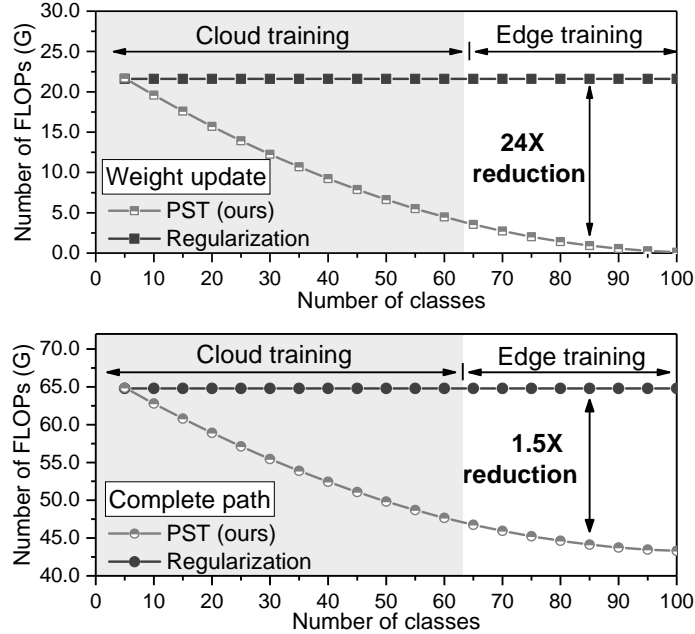 30.0
25.0
20.0
15.0
10.0
5.0
0.0
Number of FLOPs (G)
Cloud training
Edge training
24X
reduction
Weight update
PST (ours)
Regularization
0 10 20 30 40 50 60 70 80 90 100
Number of classes
70.0
65.0
60.0
55.0
50.0
45.0
40.0
Number of FLOPs (G)
Cloud training
Edge training
1.5X
reduction
Complete path
PST (ours)
Regularization
0 10 20 30 40 50 60 70 80 90 100
Number of classes